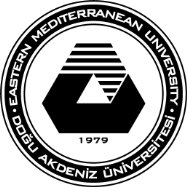 EASTERN MEDITERRANEAN UNIVERSITY
1979
DOĞU AKDENİZ ÜNİVERSİTESİ